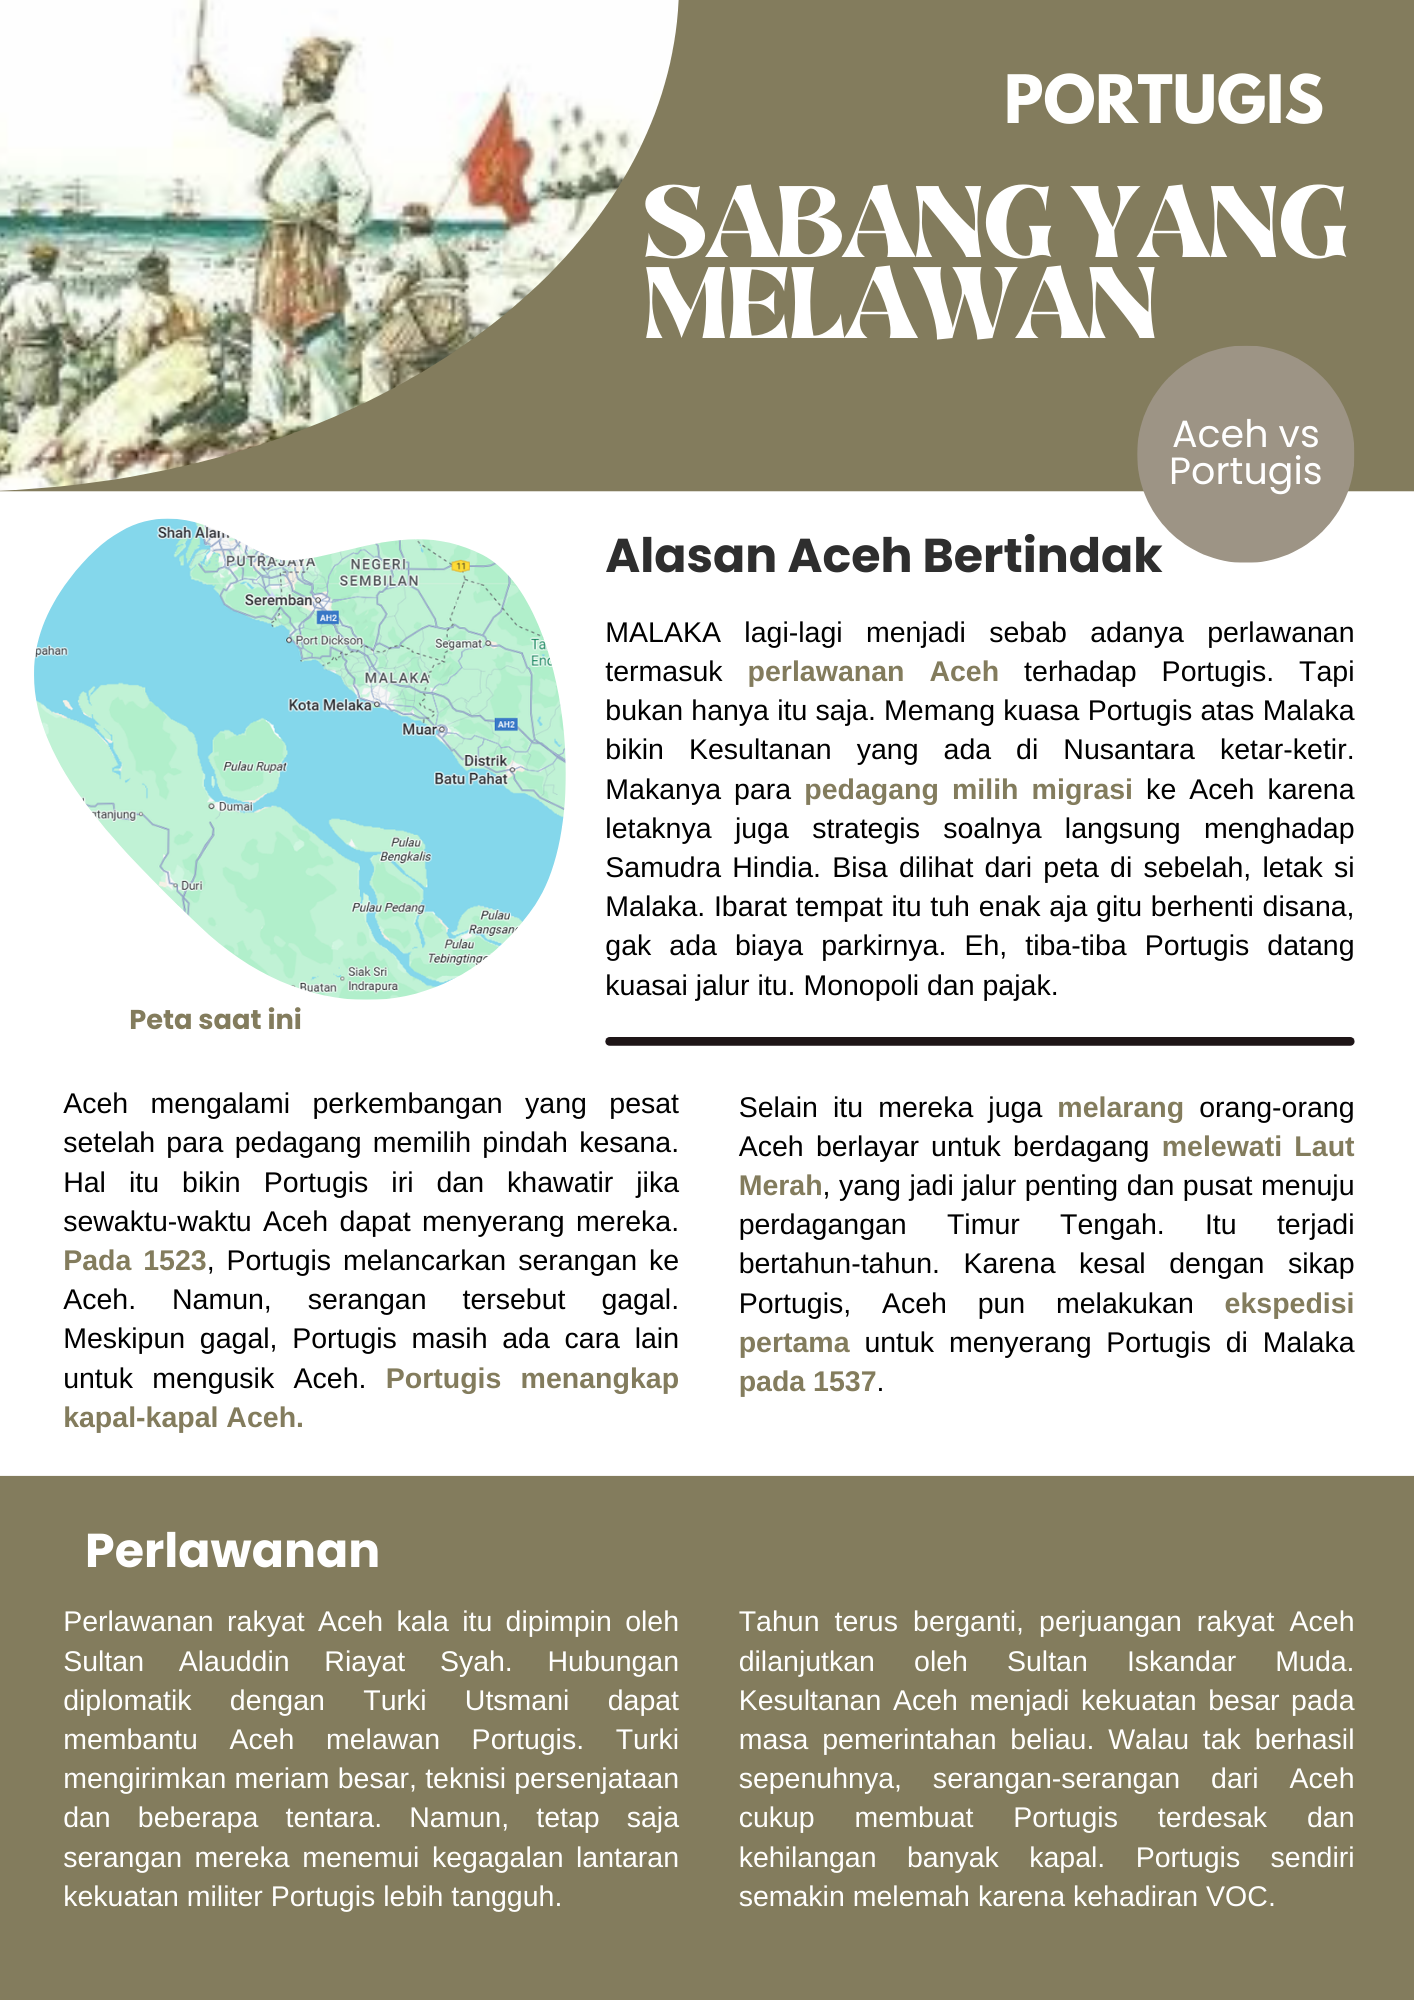 PORTUGIS
SABANG YANG
MELAWAN
Aceh vs
Portugis
Shah Alam
PUTRAJAYA
NEGERI
SEMBILAN
11
Seremban
AH2
Port Dickson
Segamat
pahan
MALAKA
Kota Melaka
Muar
AH2
Distrik
Batu Pahat
Pulau Rupat
Dumai
tanjung
Pulau
Bengkalis
Duri
Pulau Pedang
Pulau
Rangsang
Pulau
Tebingtingg
Siak Sri
Indrapura
Buatan
Peta saat ini
Alasan Aceh Bertindak
MALAKA lagi-lagi menjadi sebab adanya perlawanan
termasuk perlawanan Aceh terhadap Portugis. Tapi
bukan hanya itu saja. Memang kuasa Portugis atas Malaka
bikin Kesultanan yang ada di Nusantara ketar-ketir.
Makanya para pedagang milih migrasi ke Aceh karena
letaknya juga strategis soalnya langsung menghadap
Samudra Hindia. Bisa dilihat dari peta di sebelah, letak si
Malaka. Ibarat tempat itu tuh enak aja gitu berhenti disana,
gak ada biaya parkirnya. Eh, tiba-tiba Portugis datang
kuasai jalur itu. Monopoli dan pajak.
Aceh mengalami perkembangan yang pesat
setelah para pedagang memilih pindah kesana.
Hal itu bikin Portugis iri dan khawatir jika
sewaktu-waktu Aceh dapat menyerang mereka.
Pada 1523, Portugis melancarkan serangan ke
Aceh. Namun, serangan tersebut gagal.
Meskipun gagal, Portugis masih ada cara lain
untuk mengusik Aceh. Portugis menangkap
kapal-kapal Aceh.
Selain itu mereka juga melarang orang-orang
Aceh berlayar untuk berdagang melewati Laut
Merah, yang jadi jalur penting dan pusat menuju
perdagangan Timur Tengah. Itu terjadi
bertahun-tahun. Karena kesal dengan sikap
Portugis, Aceh pun melakukan ekspedisi
pertama untuk menyerang Portugis di Malaka
pada 1537.
Perlawanan
Perlawanan rakyat Aceh kala itu dipimpin oleh
Sultan Alauddin Riayat Syah. Hubungan
diplomatik dengan Turki Utsmani dapat
membantu Aceh melawan Portugis. Turki
mengirimkan meriam besar, teknisi persenjataan
dan beberapa tentara. Namun, tetap saja
serangan mereka menemui kegagalan lantaran
kekuatan militer Portugis lebih tangguh.
Tahun terus berganti, perjuangan rakyat Aceh
dilanjutkan oleh Sultan Iskandar Muda.
Kesultanan Aceh menjadi kekuatan besar pada
masa pemerintahan beliau. Walau tak berhasil
sepenuhnya, serangan-serangan dari Aceh
cukup membuat Portugis terdesak dan
kehilangan banyak kapal. Portugis sendiri
semakin melemah karena kehadiran VOC.